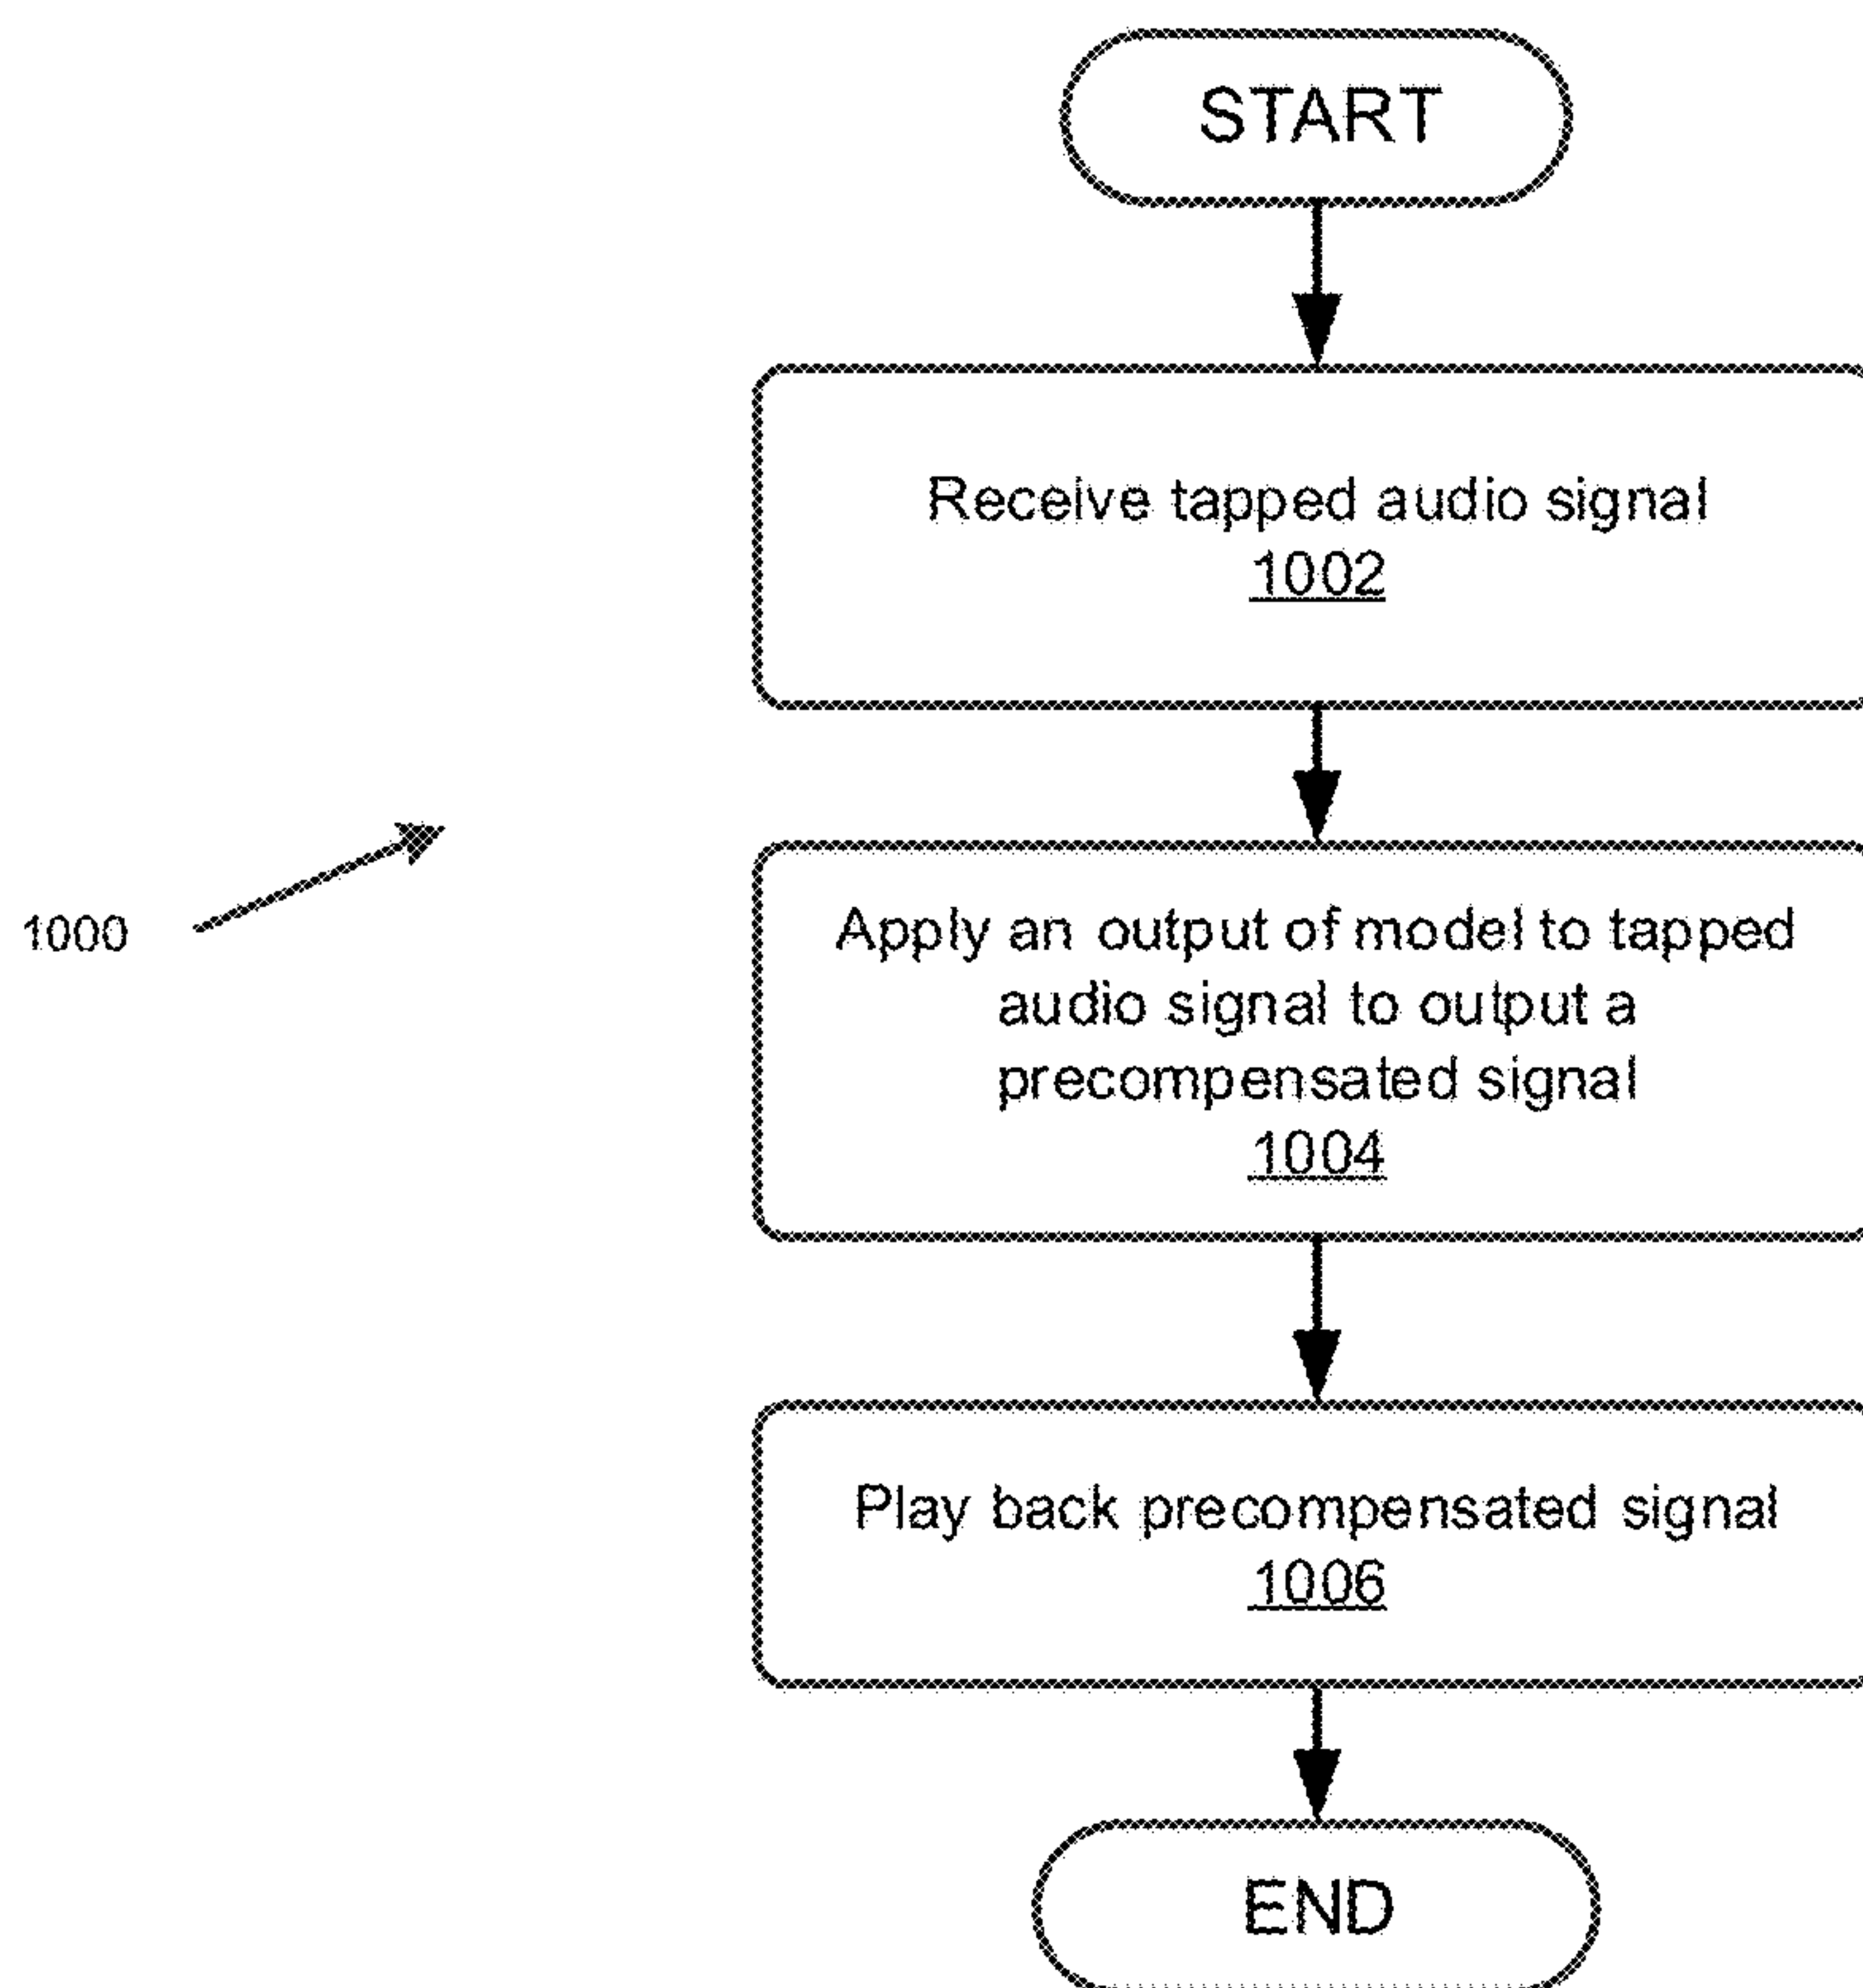 START
Receive tapped audio signal
1002
1000
Apply an output of model to tapped
audio signal to output a
precompensated signal
1004
Play back precompensated signal
1006
END